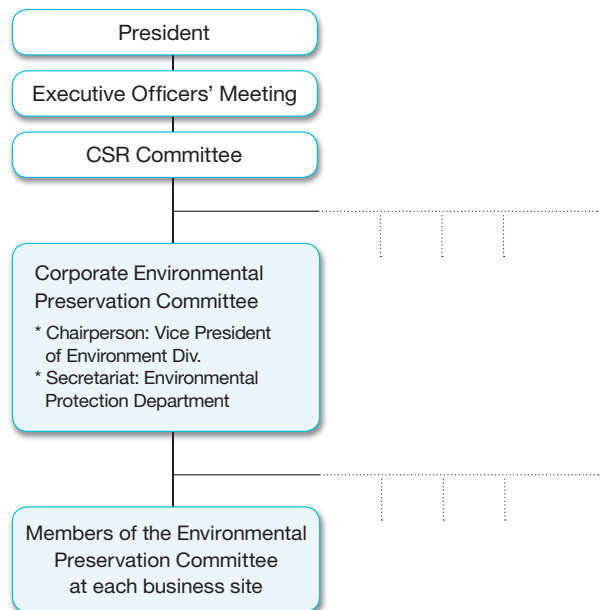 President
Executive Officers’ Meeting
CSR Committee
Corporate Environmental
Preservation Committee
* Chairperson: Vice President
of Environment Div.
* Secretariat: Environmental
Protection Department
Members of the Environmental
Preservation Committee
at each business site